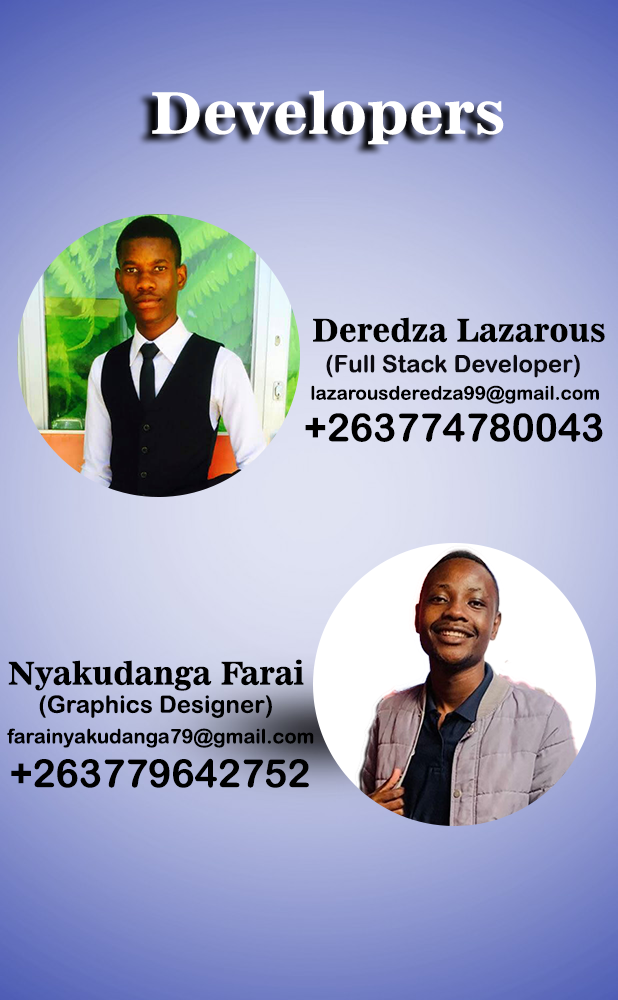 Developers
Deredza Lazarous
(Full Stack Developer)
lazarousderedza99@gmail.com
+263774780043
Nyakudanga Farai
(Graphics Designer)
farainyakudanga79@gmail.com
+263779642752